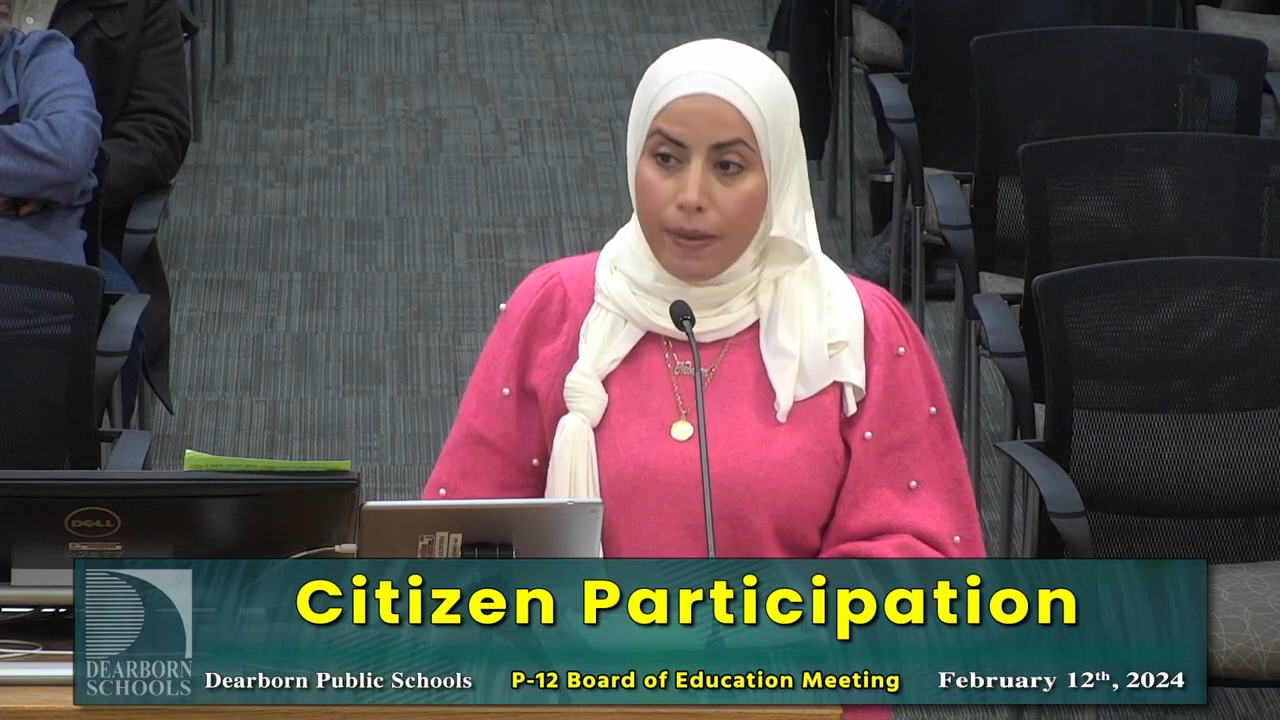 DELL
Citizen Participation
DEARBORN
SCHOOLS
Dearborn Public Schools
P-12 Board of Education Meeting
February 12th, 2024